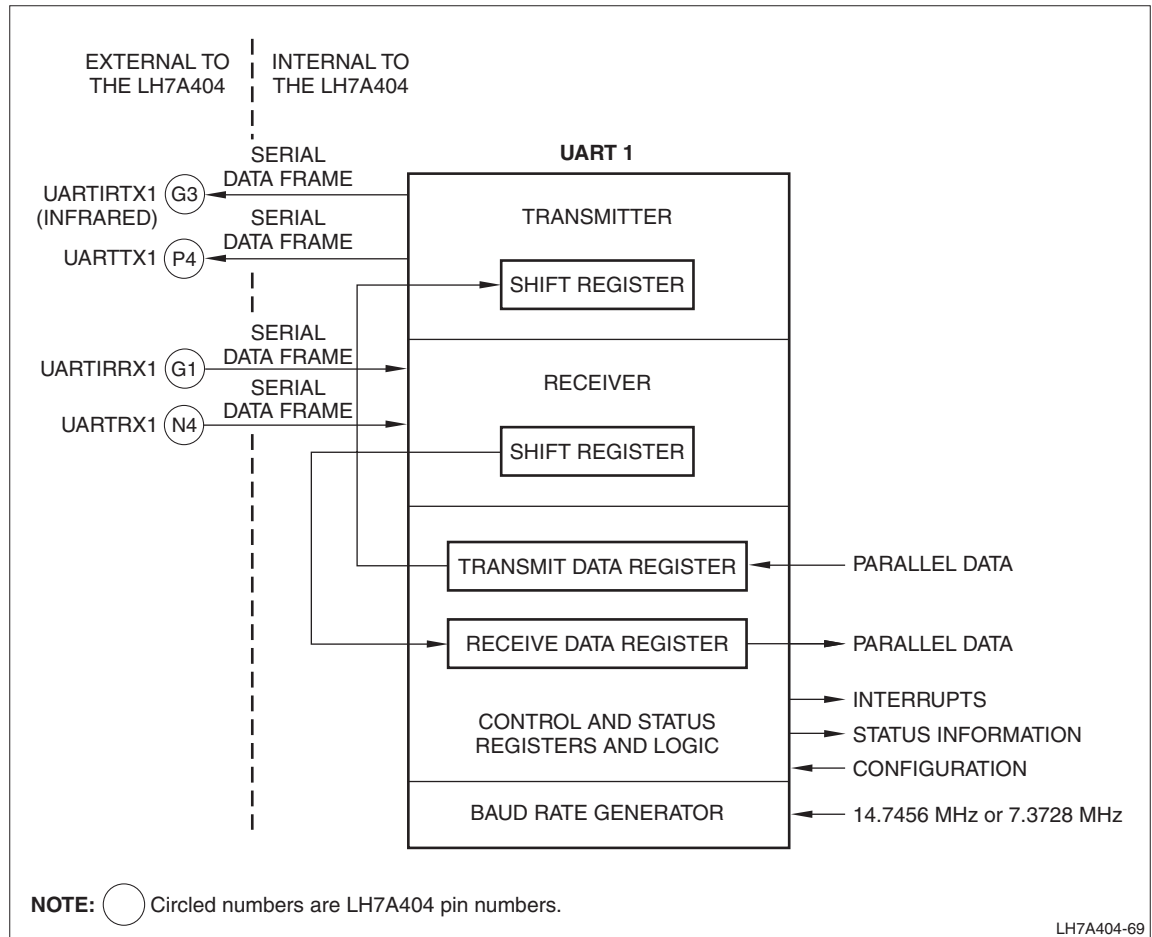 EXTERNAL TO
THE LH7A404
INTERNAL TO
THE LH7A404
UART 1
SERIAL
DATA FRAME
UARTIRTX1
(INFRARED)
G3
SERIAL
DATA FRAME
UARTTX1
P4
TRANSMITTER
SHIFT REGISTER
SERIAL
DATA FRAME
UARTIRRX1
G1
SERIAL
DATA FRAME
UARTRX1
N4
RECEIVER
SHIFT REGISTER
TRANSMIT DATA REGISTER
PARALLEL DATA
RECEIVE DATA REGISTER
PARALLEL DATA
INTERRUPTS
CONTROL AND STATUS
REGISTERS AND LOGIC
STATUS INFORMATION
CONFIGURATION
BAUD RATE GENERATOR
14.7456 MHz or 7.3728 MHz
NOTE: Circled numbers are LH7A404 pin numbers.
LH7A404-69